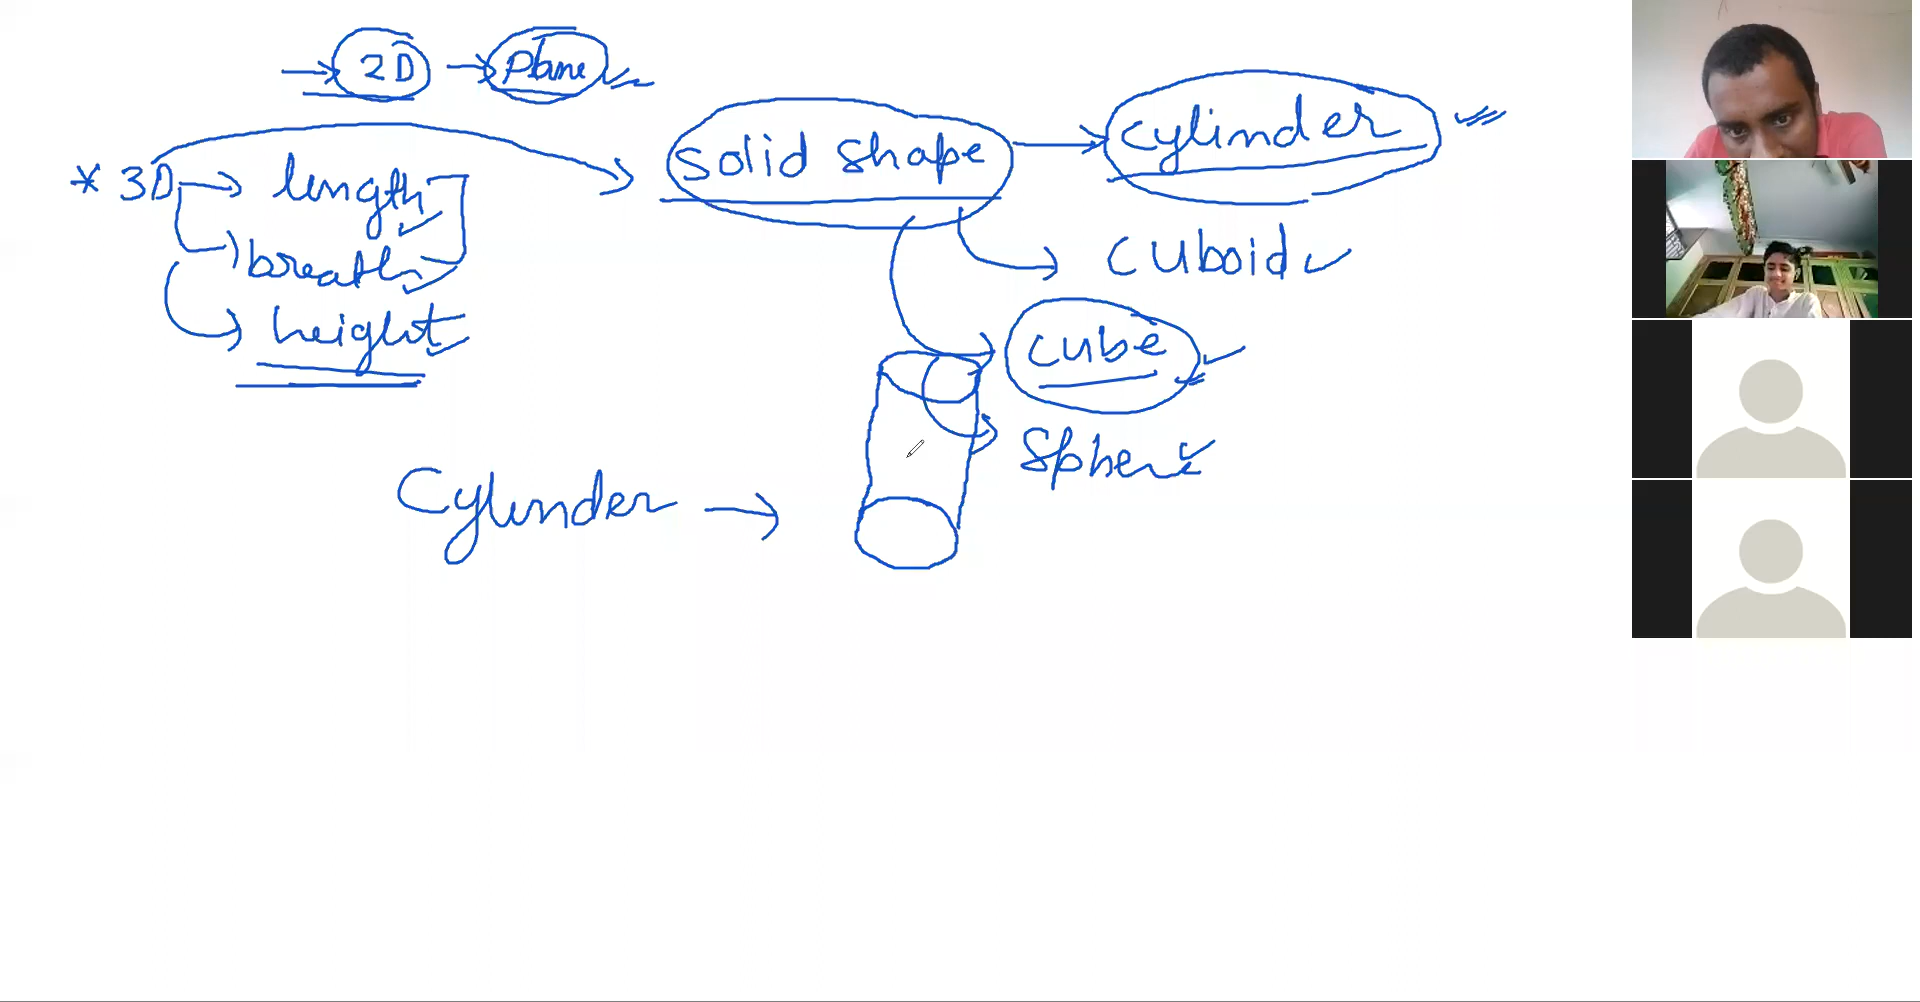 → 2D → plane
solid shape → cylinder
* 3D → length
breath
height
cuboid
cube
Sphere
Cylinder →